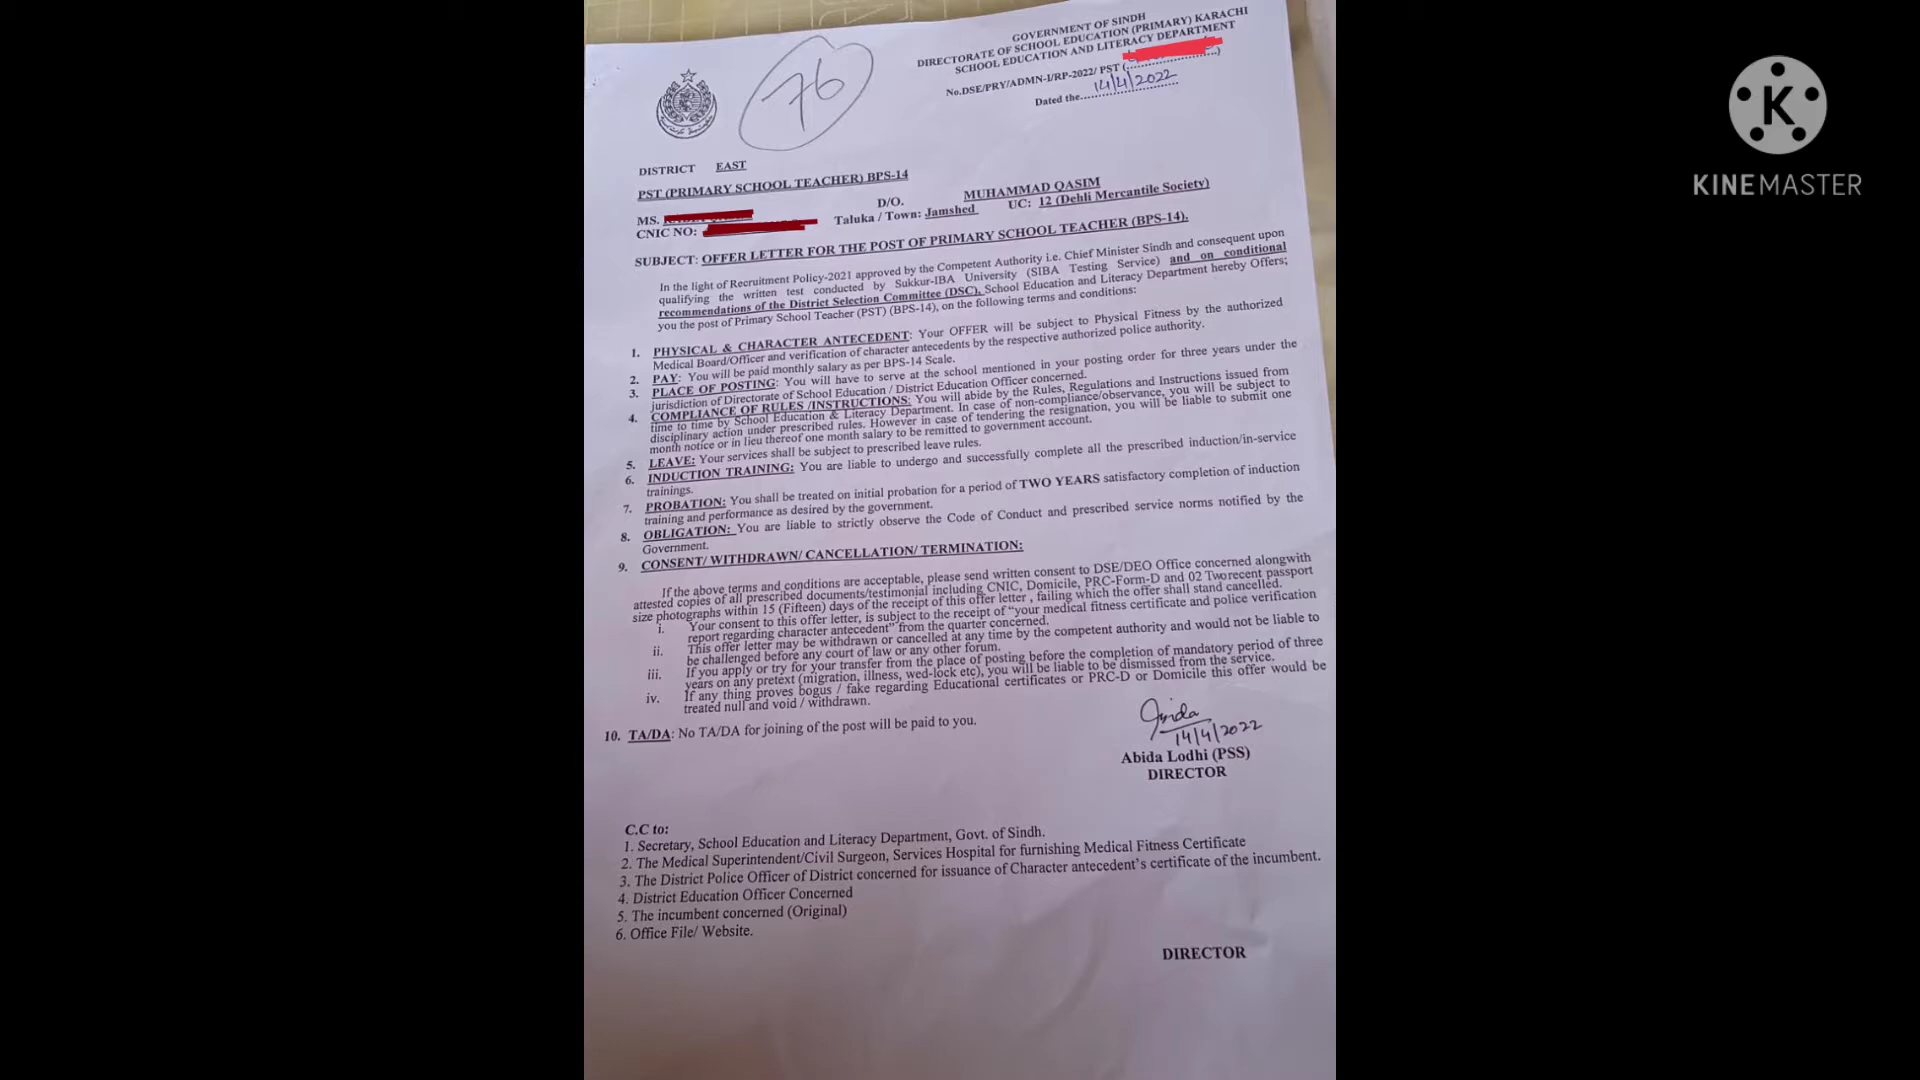 GOVERNMENT OF SINDH
DIRECTORATE OF SCHOOL EDUCATION (PRIMARY) KARACHI
SCHOOL EDUCATION AND LITERACY DEPARTMENT
No.DSE/PRY/ADMN-I/RP-2022/ PST (....................)
Dated the 14/4/2022
76
K
KINEMASTER
DISTRICT EAST
PST (PRIMARY SCHOOL TEACHER) BPS-14
MS. D/O. MUHAMMAD QASIM
CNIC NO: Taluka / Town: Jamshed UC: 12 (Dehli Mercantile Society)
SUBJECT: OFFER LETTER FOR THE POST OF PRIMARY SCHOOL TEACHER (BPS-14).
In the light of Recruitment Policy-2021 approved by the Competent Authority i.e. Chief Minister Sindh and consequent upon
qualifying the written test conducted by Sukkur-IBA University (SIBA Testing Service) and on conditional
recommendations of the District Selection Committee (DSC), School Education and Literacy Department hereby Offers;
you the post of Primary School Teacher (PST) (BPS-14), on the following terms and conditions:
1. PHYSICAL & CHARACTER ANTECEDENT: Your OFFER will be subject to Physical Fitness by the authorized
Medical Board/Officer and verification of character antecedents by the respective authorized police authority.
2. PAY: You will be paid monthly salary as per BPS-14 Scale.
3. PLACE OF POSTING: You will have to serve at the school mentioned in your posting order for three years under the
jurisdiction of Directorate of School Education / District Education Officer concerned.
4. COMPLIANCE OF RULES /INSTRUCTIONS: You will abide by the Rules, Regulations and Instructions issued from
time to time by School Education & Literacy Department. In case of non-compliance/observance, you will be subject to
disciplinary action under prescribed rules. However in case of tendering the resignation, you will be liable to submit one
month notice or in lieu thereof one month salary to be remitted to government account.
5. LEAVE: Your services shall be subject to prescribed leave rules.
6. INDUCTION TRAINING: You are liable to undergo and successfully complete all the prescribed induction/in-service
trainings.
7. PROBATION: You shall be treated on initial probation for a period of TWO YEARS satisfactory completion of induction
training and performance as desired by the government.
8. OBLIGATION: You are liable to strictly observe the Code of Conduct and prescribed service norms notified by the
Government.
9. CONSENT/ WITHDRAWN/ CANCELLATION/ TERMINATION:
If the above terms and conditions are acceptable, please send written consent to DSE/DEO Office concerned alongwith
attested copies of all prescribed documents/testimonial including CNIC, Domicile, PRC-Form-D and 02 Tworecent passport
size photographs within 15 (Fifteen) days of the receipt of this offer letter , failing which the offer shall stand cancelled.
i. Your consent to this offer letter, is subject to the receipt of "your medical fitness certificate and police verification
report regarding character antecedent" from the quarter concerned.
ii. This offer letter may be withdrawn or cancelled at any time by the competent authority and would not be liable to
be challenged before any court of law or any other forum.
iii. If you apply or try for your transfer from the place of posting before the completion of mandatory period of three
years on any pretext (migration, illness, wed-lock etc), you will be liable to be dismissed from the service.
iv. If any thing proves bogus / fake regarding Educational certificates or PRC-D or Domicile this offer would be
treated null and void / withdrawn.
10. TA/DA: No TA/DA for joining of the post will be paid to you.
14/4/2022
Abida Lodhi (PSS)
DIRECTOR
C.C to:
1. Secretary, School Education and Literacy Department, Govt. of Sindh.
2. The Medical Superintendent/Civil Surgeon, Services Hospital for furnishing Medical Fitness Certificate
3. The District Police Officer of District concerned for issuance of Character antecedent's certificate of the incumbent.
4. District Education Officer Concerned
5. The incumbent concerned (Original)
6. Office File/ Website.
DIRECTOR